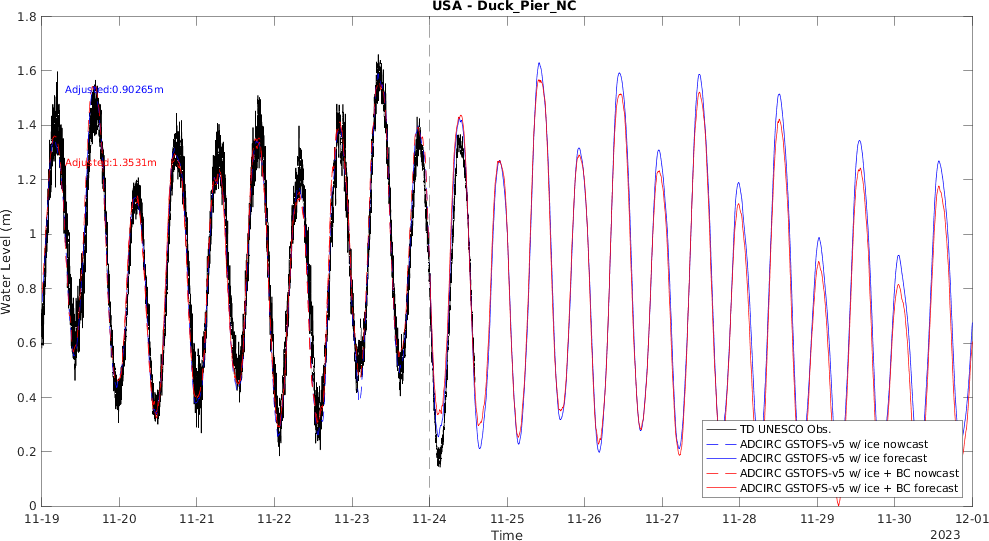 USA - Duck_Pier_NC
1.8
1.6
1.4
1.2
1
0.8
0.6
0.4
0.2
0
Water Level (m)
Adjusted:0.90265m
Adjusted:1.3531m
TD UNESCO Obs.
ADCIRC GSTOFS-v5 w/ ice nowcast
ADCIRC GSTOFS-v5 w/ ice forecast
ADCIRC GSTOFS-v5 w/ ice + BC nowcast
ADCIRC GSTOFS-v5 w/ ice + BC forecast
11-19 11-20 11-21 11-22 11-23 11-24 11-25 11-26 11-27 11-28 11-29 11-30 12-01
Time
2023